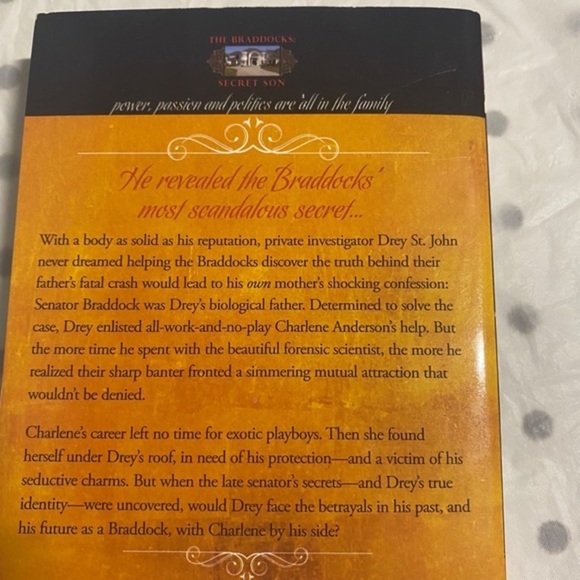 THE BRADDOCKS:
SECRET SON
power, passion and politics are all in the family
He revealed the Braddocks'
most scandalous secret...
With a body as solid as his reputation, private investigator Drey St. John
never dreamed helping the Braddocks discover the truth behind their
father's fatal crash would lead to his own mother's shocking confession:
Senator Braddock was Drey's biological father. Determined to solve the
case, Drey enlisted all-work-and-no-play Charlene Anderson's help. But
the more time he spent with the beautiful forensic scientist, the more he
realized their sharp banter fronted a simmering mutual attraction that
wouldn't be denied.
Charlene's career left no time for exotic playboys. Then she found
herself under Drey's roof, in need of his protection—and a victim of his
seductive charms. But when the late senator's secrets—and Drey's true
identity—were uncovered, would Drey face the betrayals in his past, and
his future as a Braddock, with Charlene by his side?